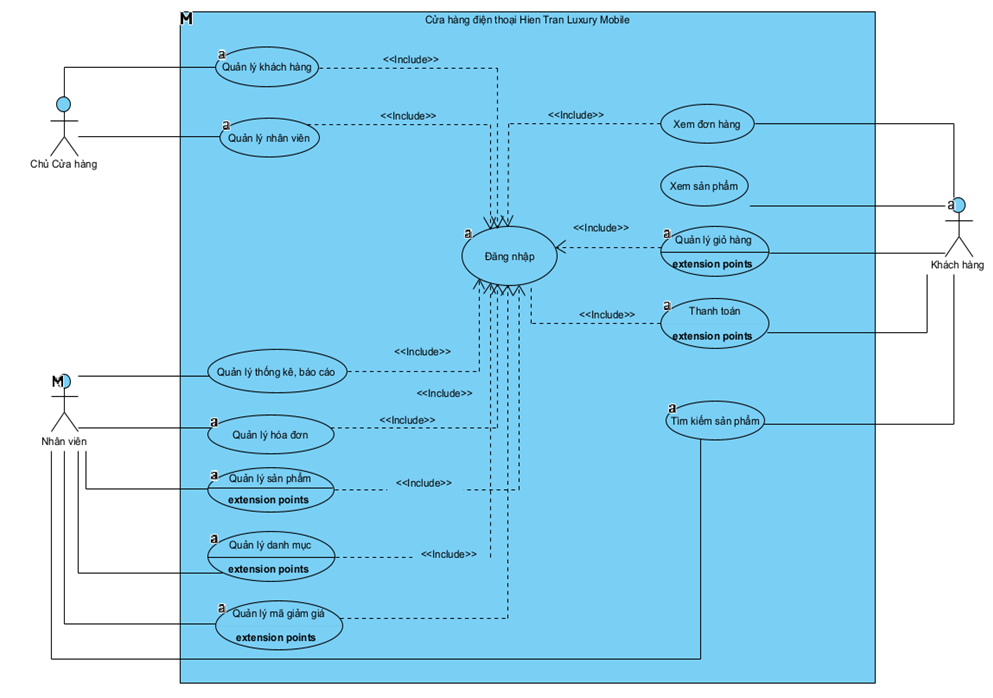 M
Cửa hàng điện thoại Hien Tran Luxury Mobile
a
Quản lý khách hàng
<<Include>>
a
Quản lý nhân viên
<<Include>>
Chủ Cửa hàng
<<Include>>
Xem đơn hàng
Xem sản phẩm
a
Khách hàng
a
Đăng nhập
<<Include>>
a
Quản lý giỏ hàng
extension points
<<Include>>
a
Thanh toán
extension points
<<Include>>
Quản lý thống kê, báo cáo
M
Nhân viên
<<Include>>
<<Include>>
a
Quản lý hóa đơn
a
Tìm kiếm sản phẩm
a
Quản lý sản phẩm
extension points
<<Include>>
a
Quản lý danh mục
extension points
<<Include>>
a
Quản lý mã giảm giá
extension points